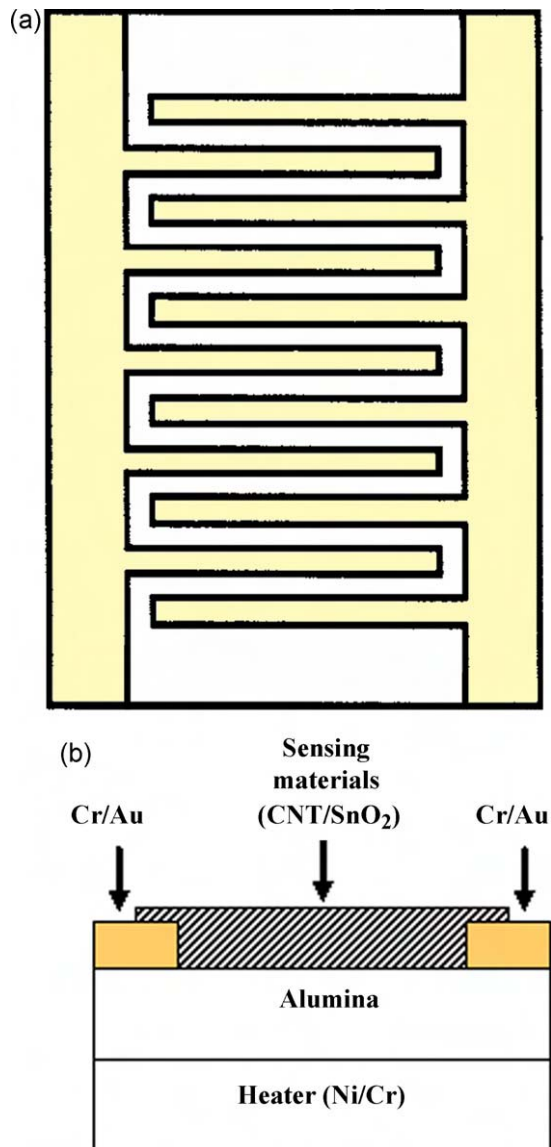 (a)
(b)
Sensing
materials
(CNT/SnO₂)
Cr/Au
Cr/Au
Alumina
Heater (Ni/Cr)